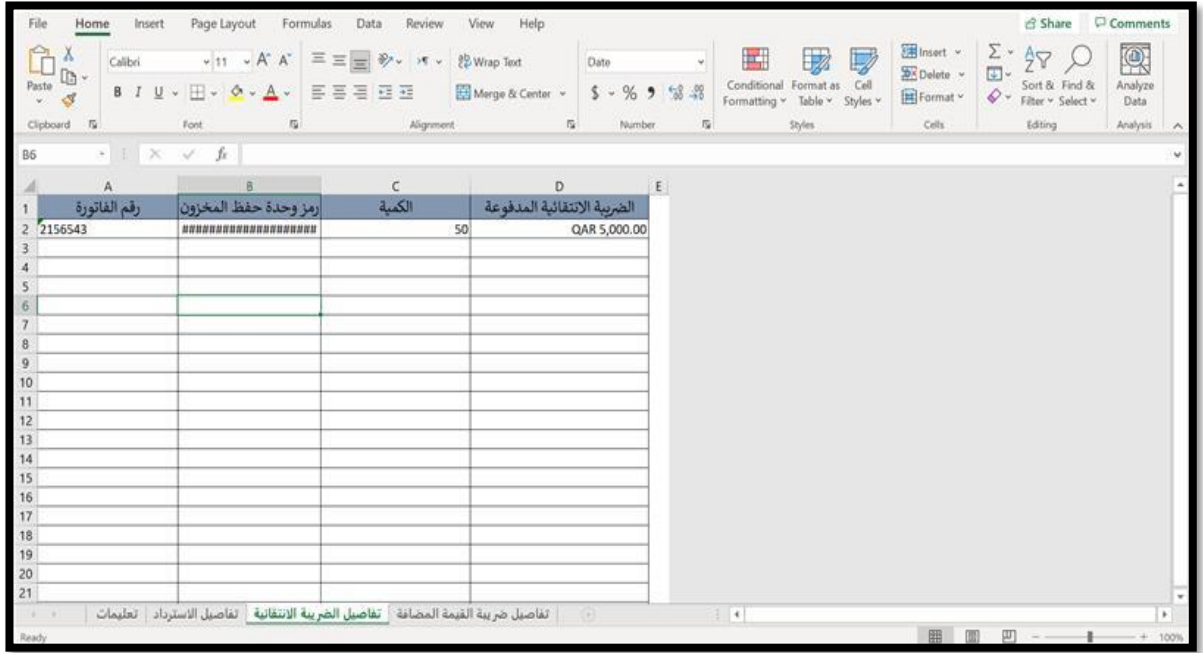 File Home Insert Page Layout Formulas Data Review View Help Share Comments
Calibri 11 A^ A˅ Wrap Text Date Insert
Paste B I U A Merge & Center $ % 9 Conditional Formatting Format as Table Cell Styles Delete Format Sort & Filter Find & Select Analyze Data
Clipboard Font Alignment Number Styles Cells Editing Analysis
B6 fx
A B C D E
1 رقم الفاتورة رمز وحدة حفظ المخزون الكمية الضريبة الانتقائية المدفوعة
2 2156543 #################### 50 QAR 5,000.00
3
4
5
6
7
8
9
10
11
12
13
14
15
16
17
18
19
20
21
تعليمات تفاصيل الاسترداد تفاصيل الضريبة الانتقائية تفاصيل ضريبة القيمة المضافة
Ready 100%